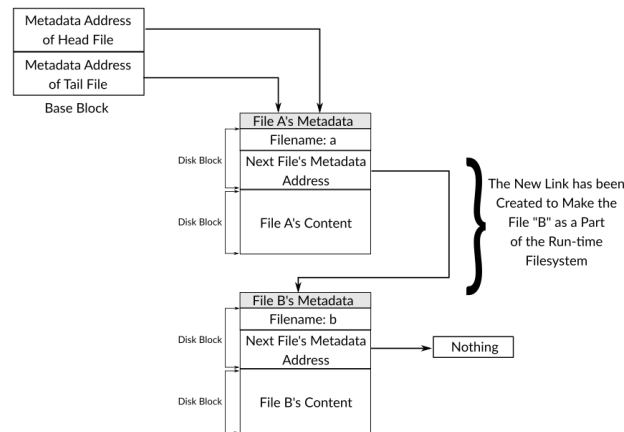 Metadata Address
of Head File
Metadata Address
of Tail File
Base Block
File A's Metadata
Filename: a
Disk Block
Next File's Metadata
Address
Disk Block
File A's Content
The New Link has been
Created to Make the
File "B" as a Part
of the Run-time
Filesystem
File B's Metadata
Filename: b
Disk Block
Next File's Metadata
Address
Nothing
Disk Block
File B's Content